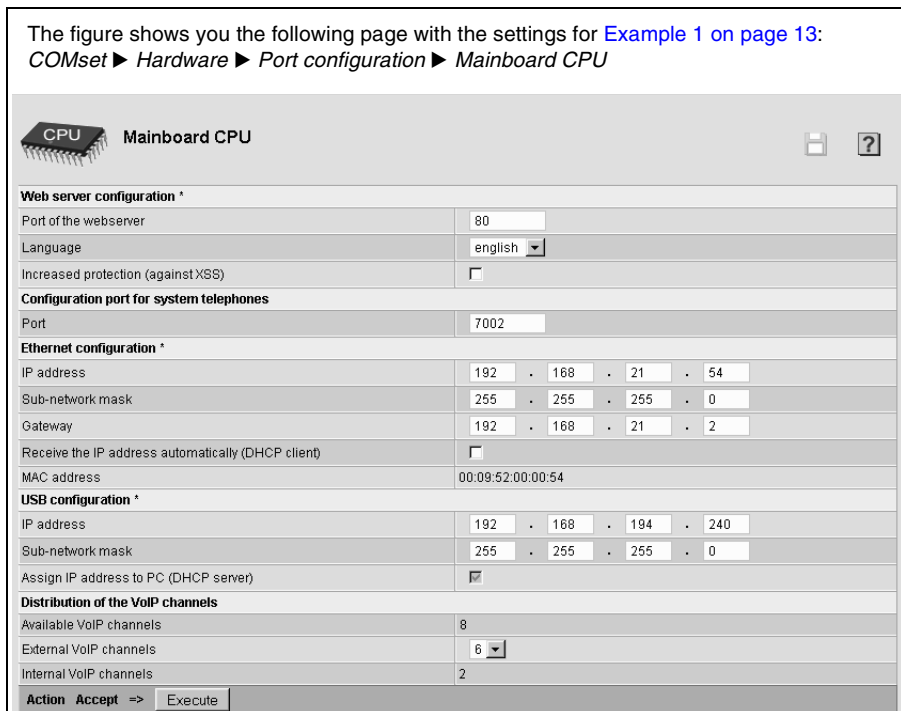 The figure shows you the following page with the settings for Example 1 on page 13:
COMset ▶ Hardware ▶ Port configuration ▶ Mainboard CPU
CPU Mainboard CPU ?
Web server configuration *
Port of the webserver 80
Language english
Increased protection (against XSS)
Configuration port for system telephones
Port 7002
Ethernet configuration *
IP address 192 . 168 . 21 . 54
Sub-network mask 255 . 255 . 255 . 0
Gateway 192 . 168 . 21 . 2
Receive the IP address automatically (DHCP client)
MAC address 00:09:52:00:00:54
USB configuration *
IP address 192 . 168 . 194 . 240
Sub-network mask 255 . 255 . 255 . 0
Assign IP address to PC (DHCP server)
Distribution of the VoIP channels
Available VoIP channels 8
External VoIP channels 6
Internal VoIP channels 2
Action Accept => Execute